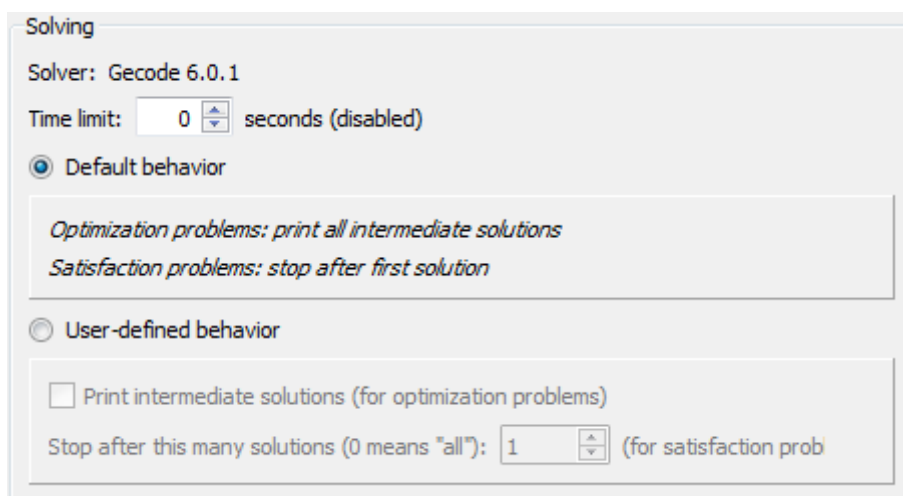 Solving
Solver: Gecode 6.0.1
Time limit: 0 seconds (disabled)
Default behavior
Optimization problems: print all intermediate solutions
Satisfaction problems: stop after first solution
User-defined behavior
Print intermediate solutions (for optimization problems)
Stop after this many solutions (0 means "all"): 1 (for satisfaction